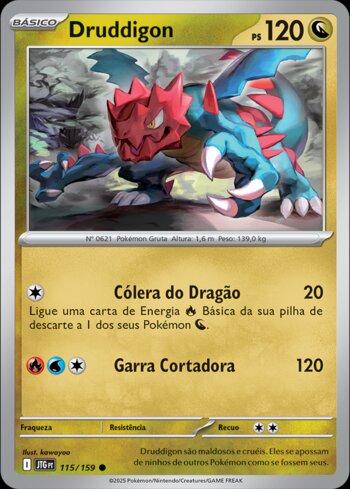 BÁSICO
Druddigon
PS 120
Nº 0621 Pokémon Gruta Altura: 1,6 m Peso: 139,0 kg
Cólera do Dragão 20
Ligue uma carta de Energia Básica da sua pilha de
descarte a 1 dos seus Pokémon .
Garra Cortadora 120
Fraqueza Resistência Recuo
Ilust. kawayoo
I JTG PT 115/159
Druddigon são maldosos e cruéis. Eles se apossam
de ninhos de outros Pokémon como se fossem seus.
©2025 Pokémon/Nintendo/Creatures/GAME FREAK